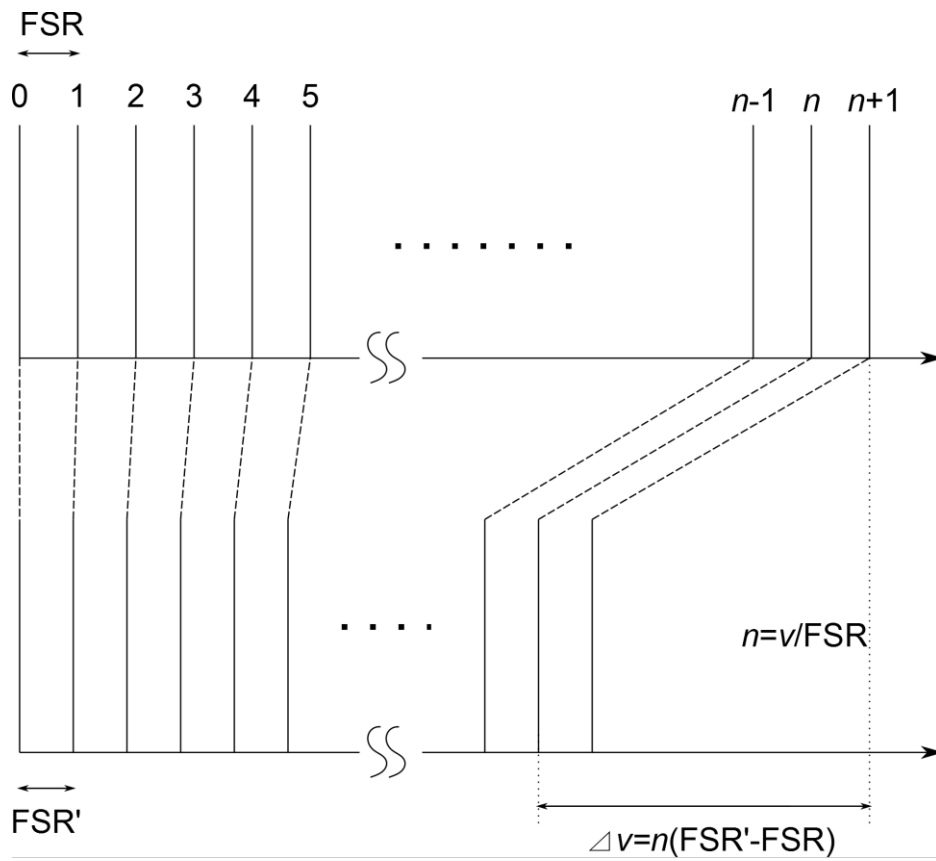 FSR
0 1 2 3 4 5 n-1 n n+1
n=v/FSR
FSR'
⊿v=n(FSR'-FSR)